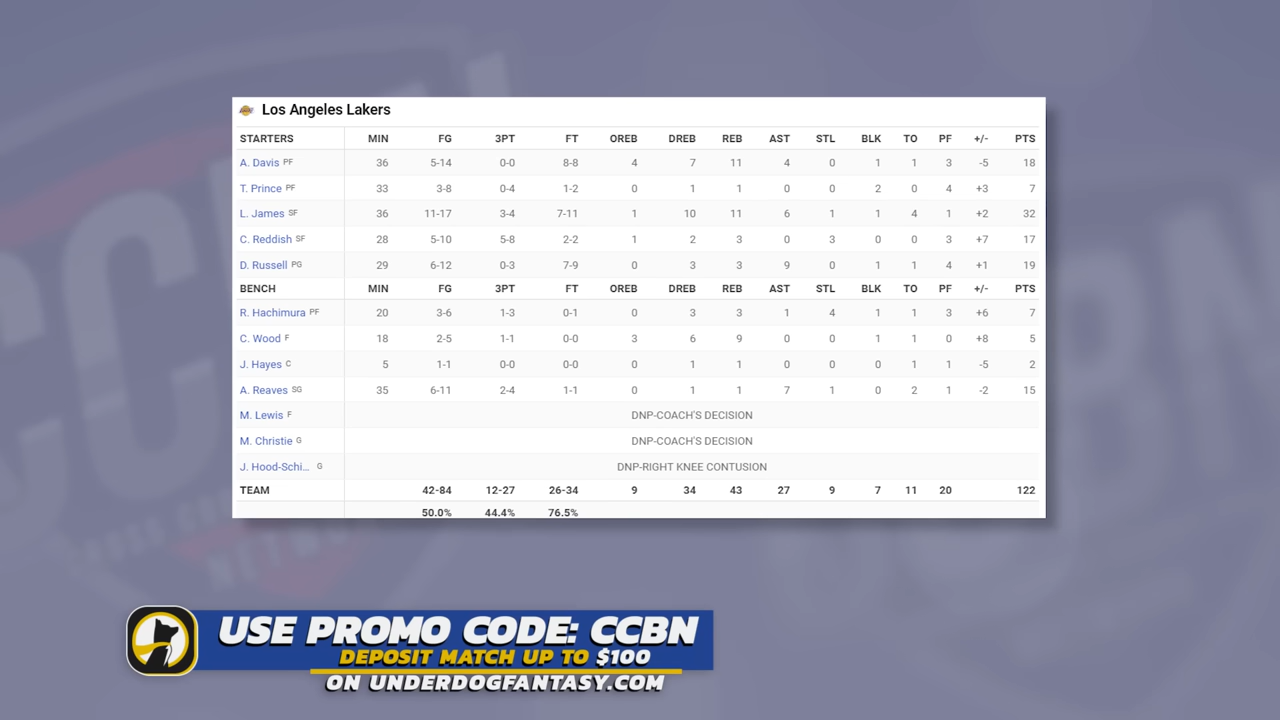 Los Angeles Lakers
STARTERS MIN FG 3PT FT OREB DREB REB AST STL BLK TO PF +/- PTS
A. Davis PF 36 5-14 0-0 8-8 4 7 11 4 0 1 1 3 -5 18
T. Prince PF 33 3-8 0-4 1-2 0 1 1 0 0 2 0 4 +3 7
L. James SF 36 11-17 3-4 7-11 1 10 11 6 1 1 4 1 +2 32
C. Reddish SF 28 5-10 5-8 2-2 1 2 3 0 3 0 0 3 +7 17
D. Russell PG 29 6-12 0-3 7-9 0 3 3 9 0 1 1 4 +1 19
BENCH MIN FG 3PT FT OREB DREB REB AST STL BLK TO PF +/- PTS
R. Hachimura PF 20 3-6 1-3 0-1 0 3 3 1 4 1 1 3 +6 7
C. Wood F 18 2-5 1-1 0-0 3 6 9 0 0 1 1 0 +8 5
J. Hayes C 5 1-1 0-0 0-0 0 1 1 0 0 0 1 1 -5 2
A. Reaves SG 35 6-11 2-4 1-1 0 1 1 7 1 0 2 1 -2 15
M. Lewis F DNP-COACH'S DECISION
M. Christie G DNP-COACH'S DECISION
J. Hood-Schi... G DNP-RIGHT KNEE CONTUSION
TEAM 42-84 12-27 26-34 9 34 43 27 9 7 11 20 122
50.0% 44.4% 76.5%
USE PROMO CODE: CCBN
DEPOSIT MATCH UP TO $100
ON UNDERDOGFANTASY.COM